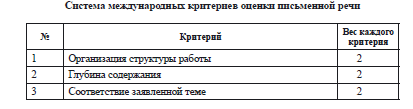 Система международных критериев оценки письменной речи
№ Критерий Вес каждого критерия
1 Организация структуры работы 2
2 Глубина содержания 2
3 Соответствие заявленной теме 2